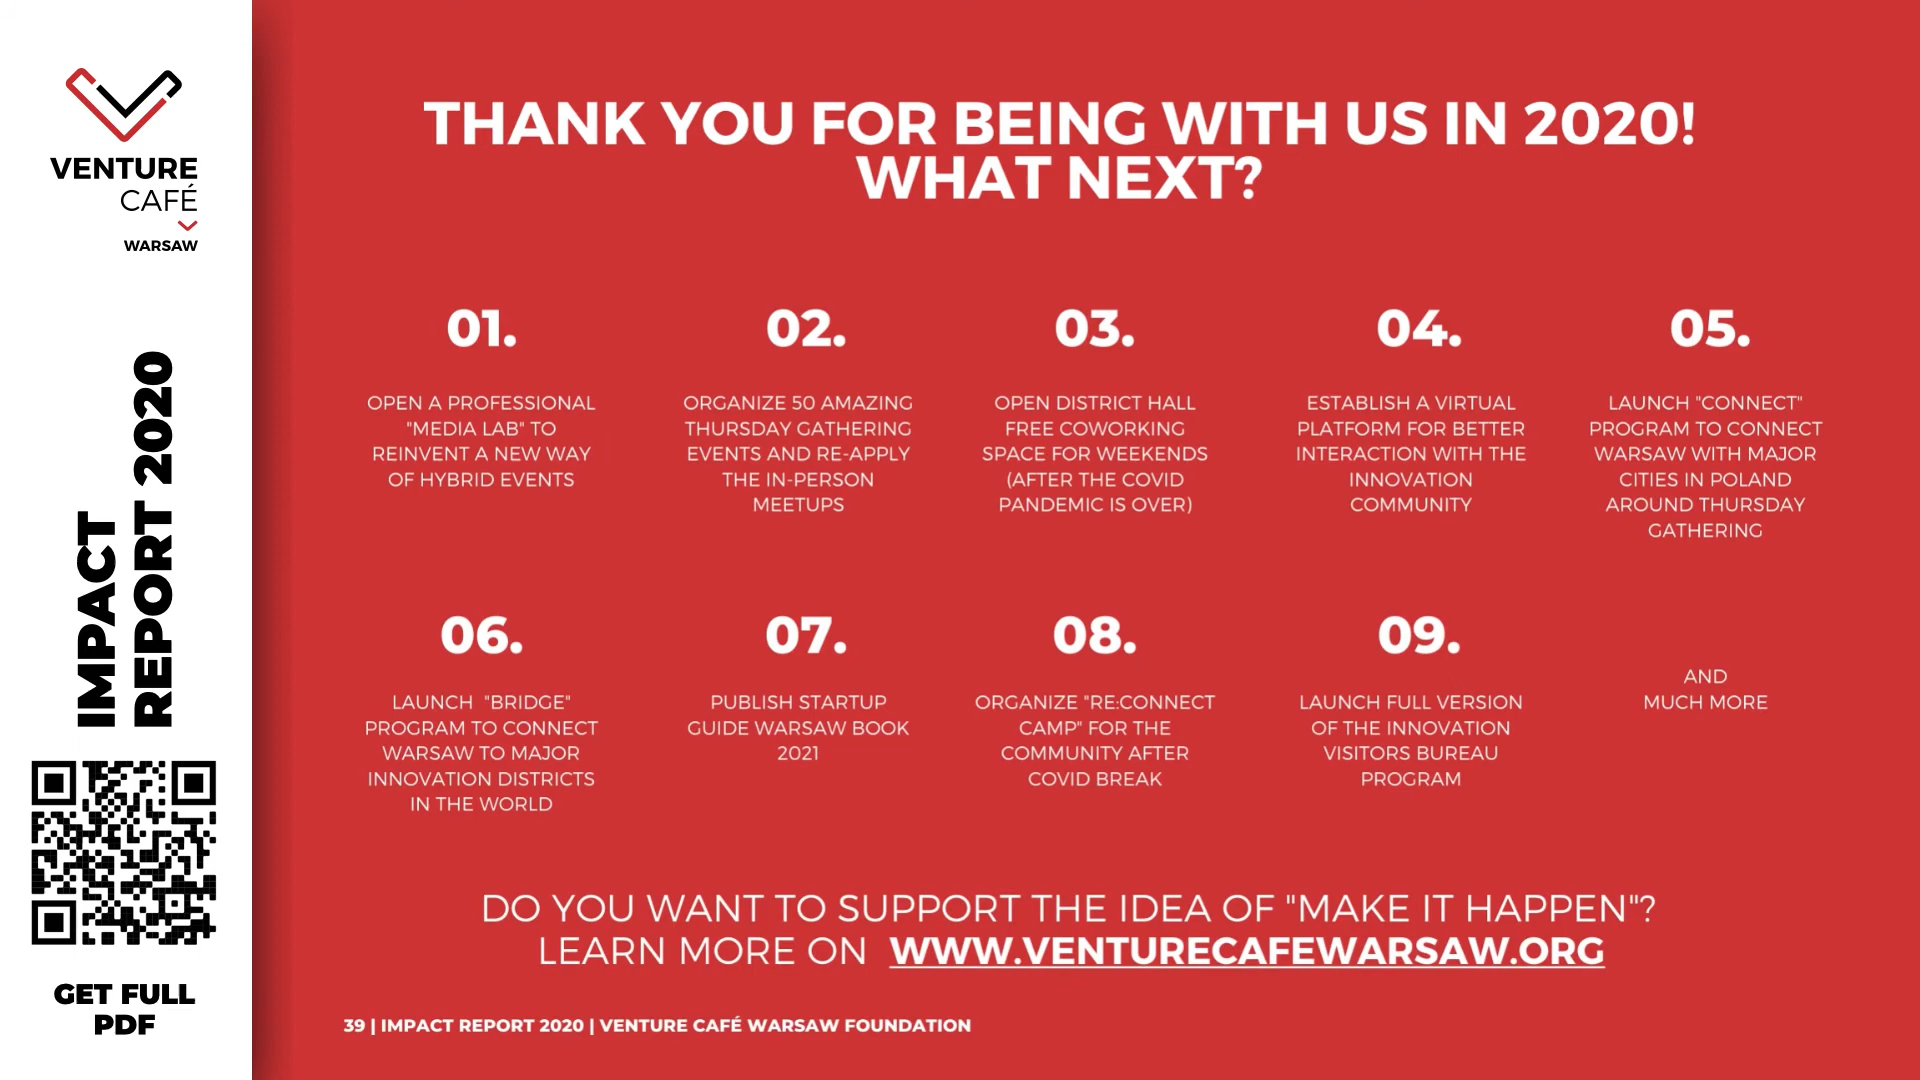 VENTURE
CAFÉ
WARSAW
IMPACT
REPORT 2020
GET FULL
PDF
THANK YOU FOR BEING WITH US IN 2020!
WHAT NEXT?
01.
OPEN A PROFESSIONAL
"MEDIA LAB" TO
REINVENT A NEW WAY
OF HYBRID EVENTS
02.
ORGANIZE 50 AMAZING
THURSDAY GATHERING
EVENTS AND RE-APPLY
THE IN-PERSON
MEETUPS
03.
OPEN DISTRICT HALL
FREE COWORKING
SPACE FOR WEEKENDS
(AFTER THE COVID
PANDEMIC IS OVER)
04.
ESTABLISH A VIRTUAL
PLATFORM FOR BETTER
INTERACTION WITH THE
INNOVATION
COMMUNITY
05.
LAUNCH "CONNECT"
PROGRAM TO CONNECT
WARSAW WITH MAJOR
CITIES IN POLAND
AROUND THURSDAY
GATHERING
06.
LAUNCH "BRIDGE"
PROGRAM TO CONNECT
WARSAW TO MAJOR
INNOVATION DISTRICTS
IN THE WORLD
07.
PUBLISH STARTUP
GUIDE WARSAW BOOK
2021
08.
ORGANIZE "RE:CONNECT
CAMP" FOR THE
COMMUNITY AFTER
COVID BREAK
09.
LAUNCH FULL VERSION
OF THE INNOVATION
VISITORS BUREAU
PROGRAM
AND
MUCH MORE
DO YOU WANT TO SUPPORT THE IDEA OF "MAKE IT HAPPEN"?
LEARN MORE ON WWW.VENTURECAFEWARSAW.ORG
39 | IMPACT REPORT 2020 | VENTURE CAFÉ WARSAW FOUNDATION